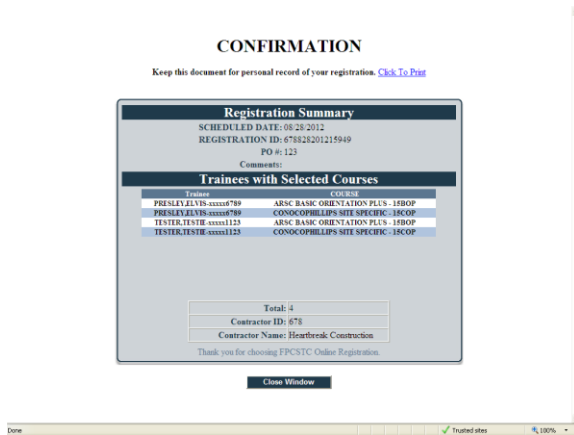 CONFIRMATION
Keep this document for personal record of your registration. Click To Print
Registration Summary
SCHEDULED DATE: 08/28/2012
REGISTRATION ID: 678828201215949
PO #: 123
Comments:
Trainees with Selected Courses
Trainee COURSE
PRESLEY,ELVIS-xxxxx6789 ARSC BASIC ORIENTATION PLUS - 15BOP
PRESLEY,ELVIS-xxxxx6789 CONOCOPHILLIPS SITE SPECIFIC - 15COP
TESTER,TESTIE-xxxxx1123 ARSC BASIC ORIENTATION PLUS - 15BOP
TESTER,TESTIE-xxxxx1123 CONOCOPHILLIPS SITE SPECIFIC - 15COP
Total: 4
Contractor ID: 678
Contractor Name: Heartbreak Construction
Thank you for choosing FPCSTC Online Registration.
Close Window
Done Trusted sites 100%